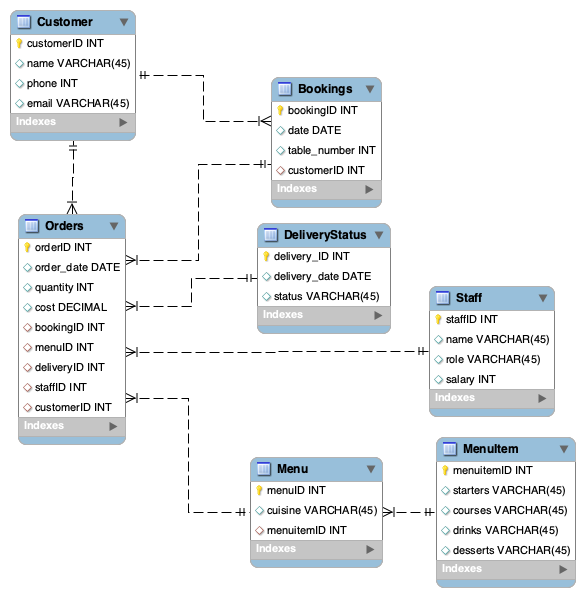 Customer
customerID INT
name VARCHAR(45)
phone INT
email VARCHAR(45)
Indexes
Bookings
bookingID INT
date DATE
table_number INT
customerID INT
Indexes
Orders
orderID INT
order_date DATE
quantity INT
cost DECIMAL
bookingID INT
menuID INT
deliveryID INT
staffID INT
customerID INT
Indexes
DeliveryStatus
delivery_ID INT
delivery_date DATE
status VARCHAR(45)
Indexes
Staff
staffID INT
name VARCHAR(45)
role VARCHAR(45)
salary INT
Indexes
Menu
menuID INT
cuisine VARCHAR(45)
menuitemID INT
Indexes
MenuItem
menuitemID INT
starters VARCHAR(45)
courses VARCHAR(45)
drinks VARCHAR(45)
desserts VARCHAR(45)
Indexes